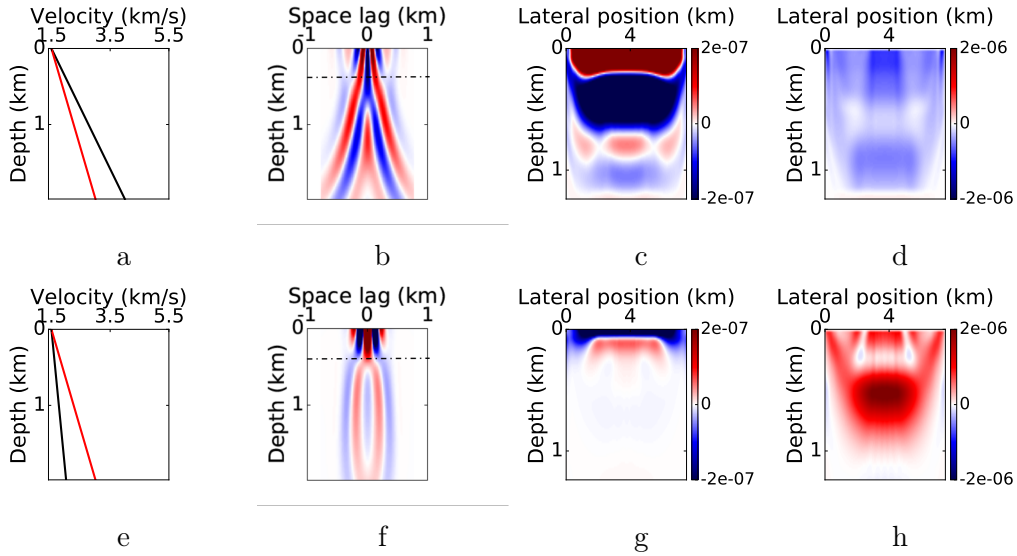 Velocity (km/s)
1.5 3.5 5.5
0
1
Depth (km)
a
Space lag (km)
-1 0 1
0
1
Depth (km)
b
Lateral position (km)
0 4
0
1
Depth (km)
2e-07
0
-2e-07
c
Lateral position (km)
0 4
0
1
Depth (km)
2e-06
0
-2e-06
d
Velocity (km/s)
1.5 3.5 5.5
0
1
Depth (km)
e
Space lag (km)
-1 0 1
0
1
Depth (km)
f
Lateral position (km)
0 4
0
1
Depth (km)
2e-07
0
-2e-07
g
Lateral position (km)
0 4
0
1
Depth (km)
2e-06
0
-2e-06
h